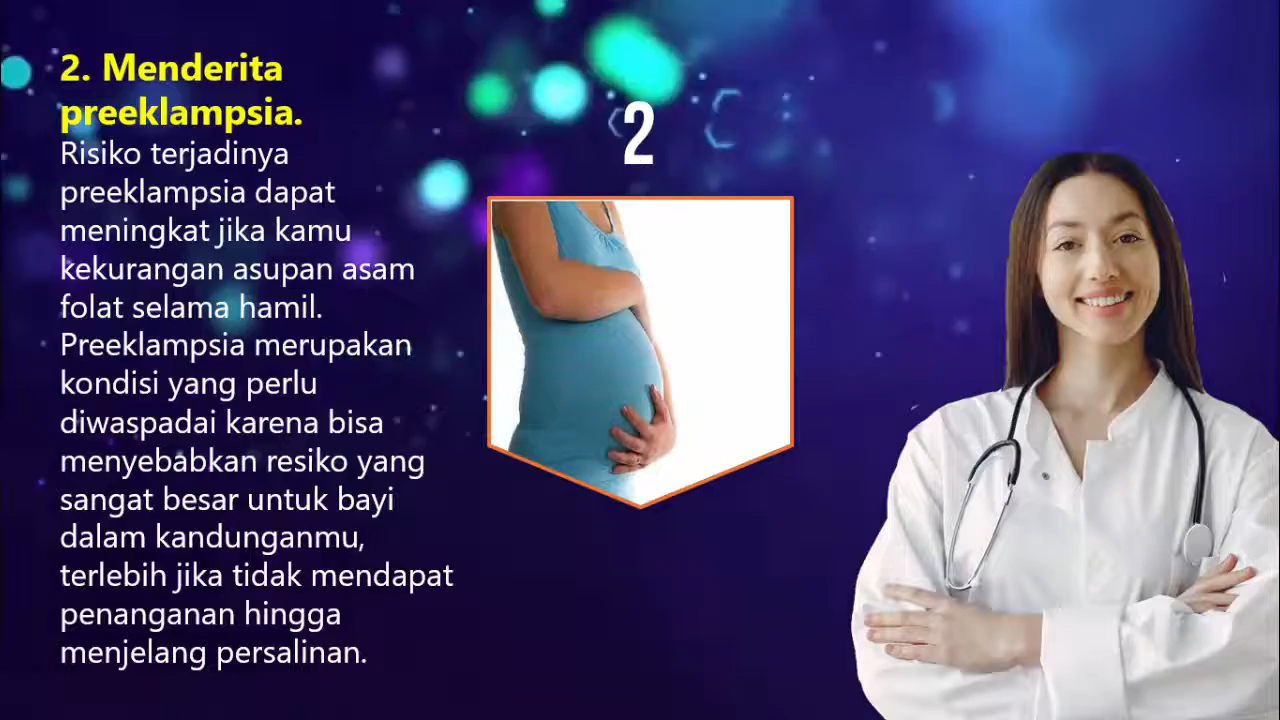 2. Menderita
preeklampsia.
Risiko terjadinya
preeklampsia dapat
meningkat jika kamu
kekurangan asupan asam
folat selama hamil.
Preeklampsia merupakan
kondisi yang perlu
diwaspadai karena bisa
menyebabkan resiko yang
sangat besar untuk bayi
dalam kandunganmu,
terlebih jika tidak mendapat
penanganan hingga
menjelang persalinan.
2